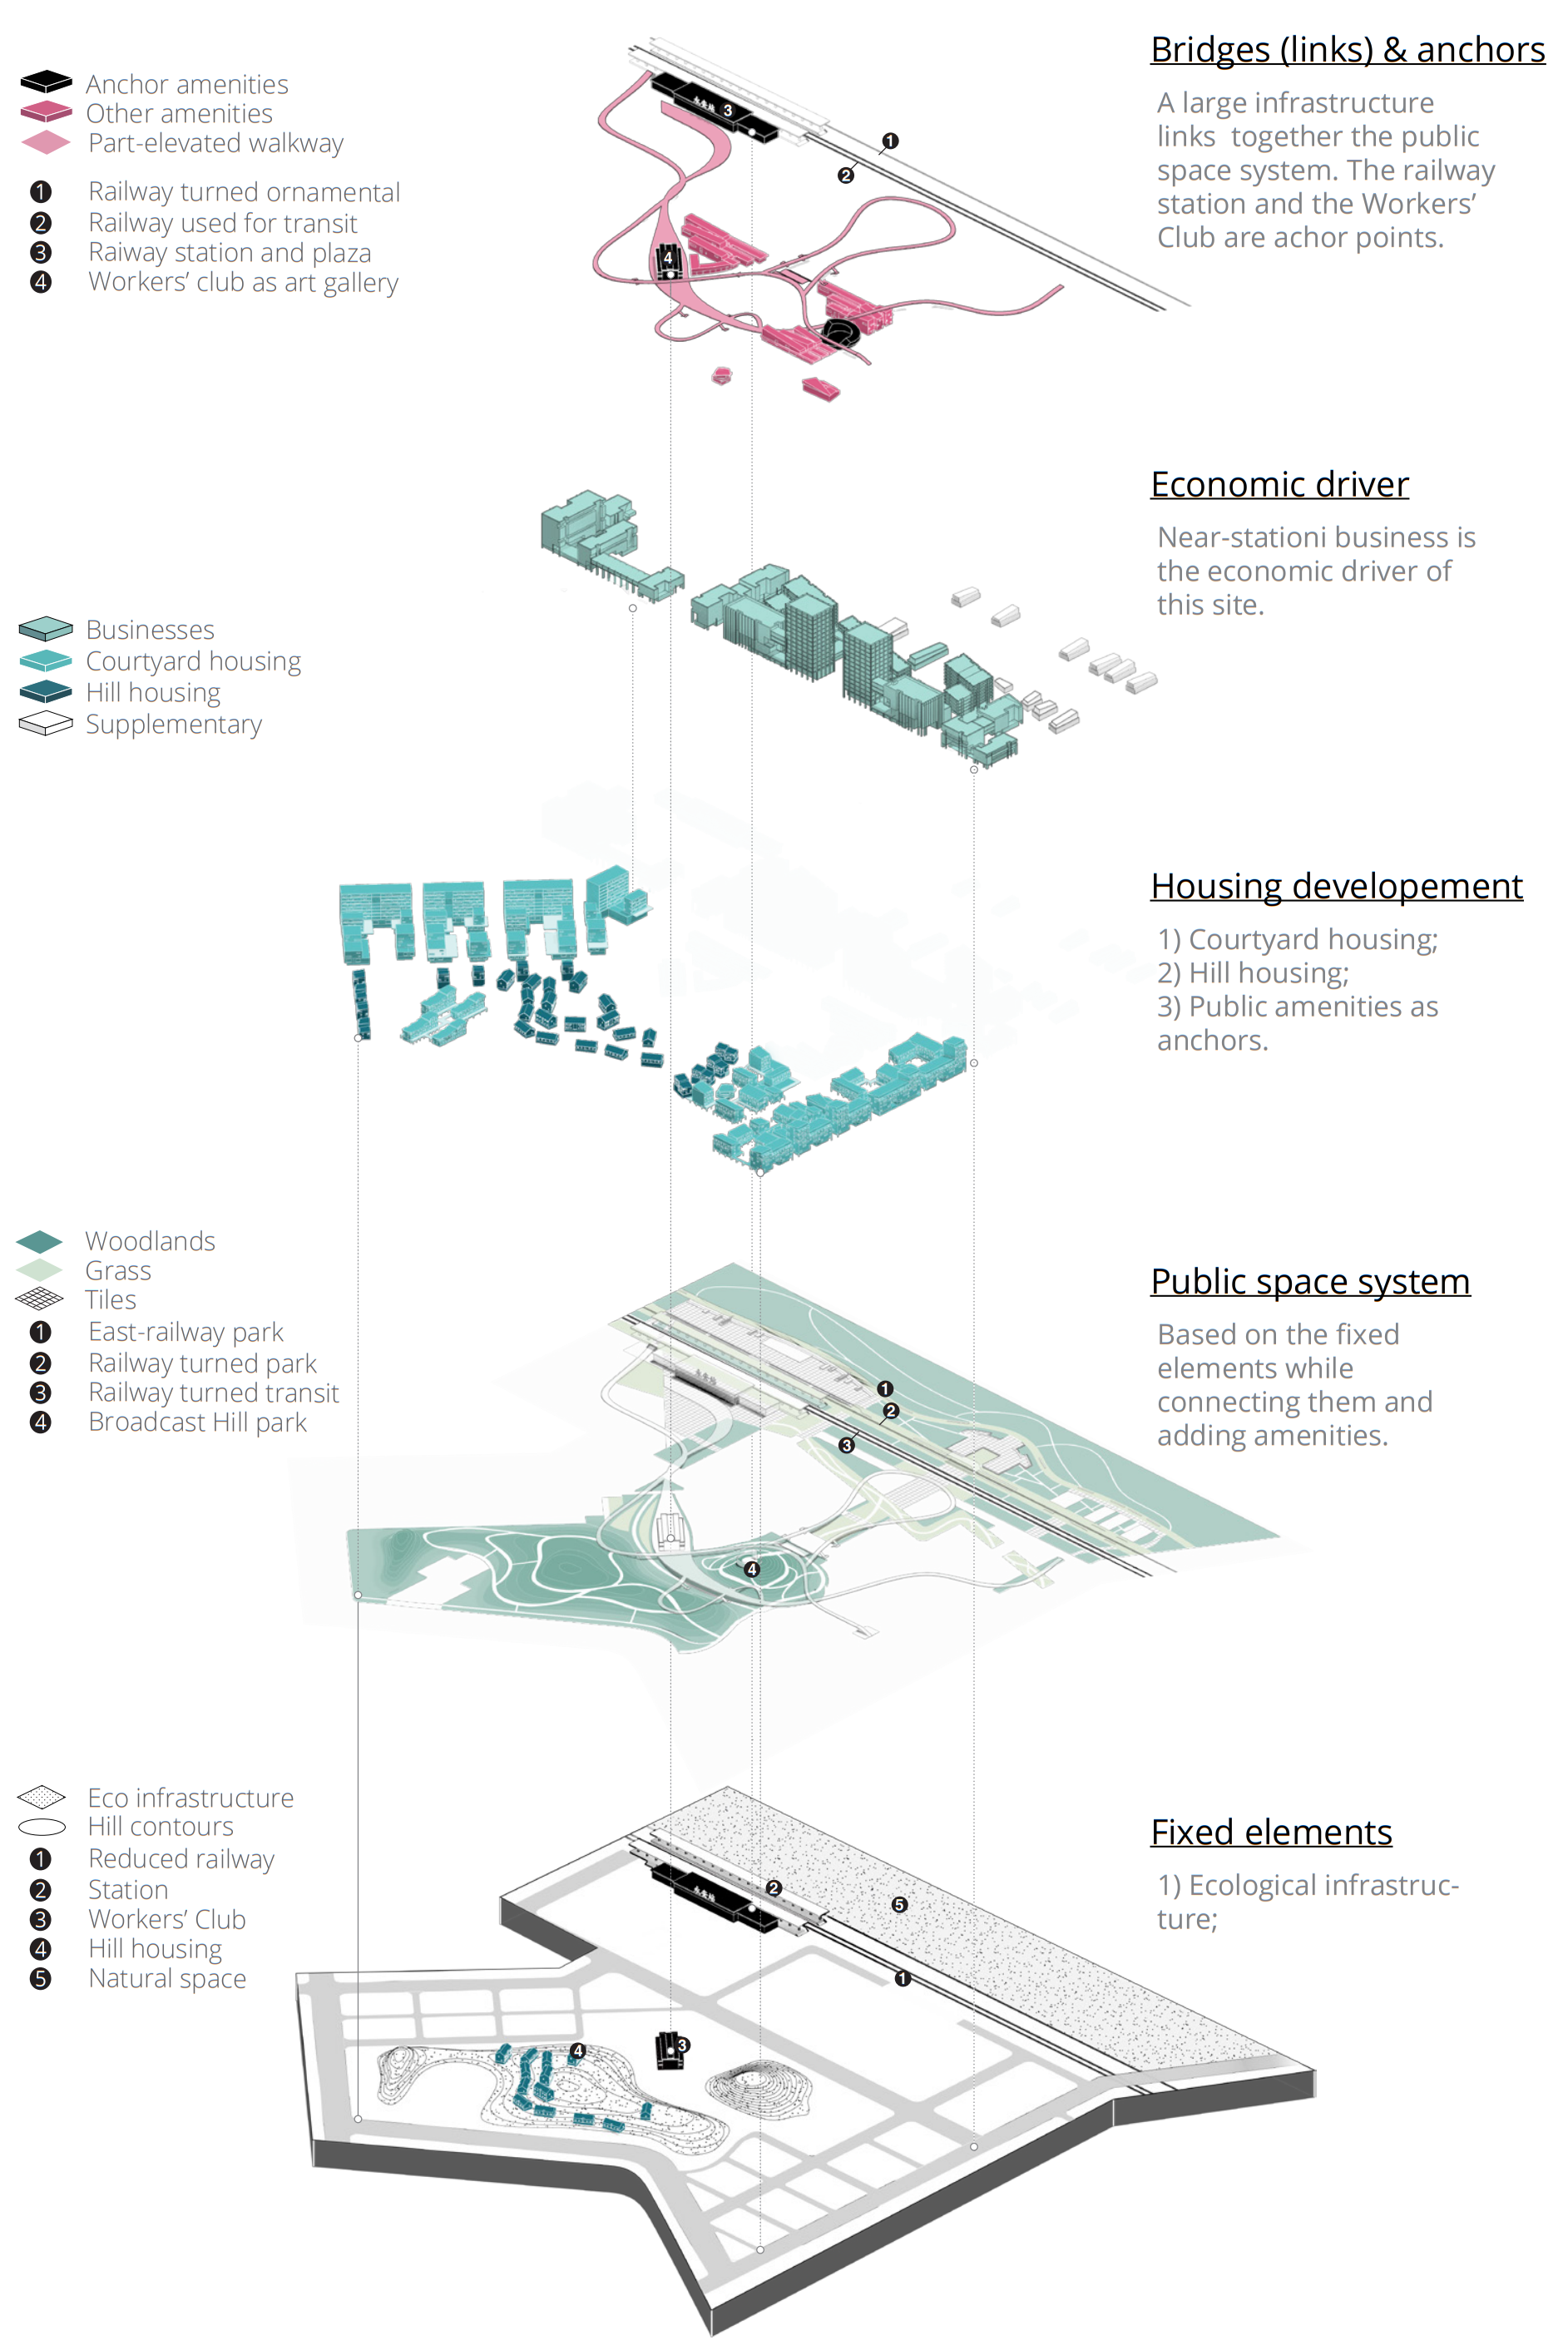 Bridges (links) & anchors
A large infrastructure
links together the public
space system. The railway
station and the Workers’
Club are achor points.
Anchor amenities
Other amenities
Part-elevated walkway
1 Railway turned ornamental
2 Railway used for transit
3 Raiway station and plaza
4 Workers’ club as art gallery
3
1
2
4
Economic driver
Near-stationi business is
the economic driver of
this site.
Businesses
Courtyard housing
Hill housing
Supplementary
Housing developement
1) Courtyard housing;
2) Hill housing;
3) Public amenities as
anchors.
Woodlands
Grass
Tiles
1 East-railway park
2 Railway turned park
3 Railway turned transit
4 Broadcast Hill park
Public space system
Based on the fixed
elements while
connecting them and
adding amenities.
1
2
3
4
Eco infrastructure
Hill contours
1 Reduced railway
2 Station
3 Workers’ Club
4 Hill housing
5 Natural space
Fixed elements
1) Ecological infrastruc-
ture;
2
5
1
3
4